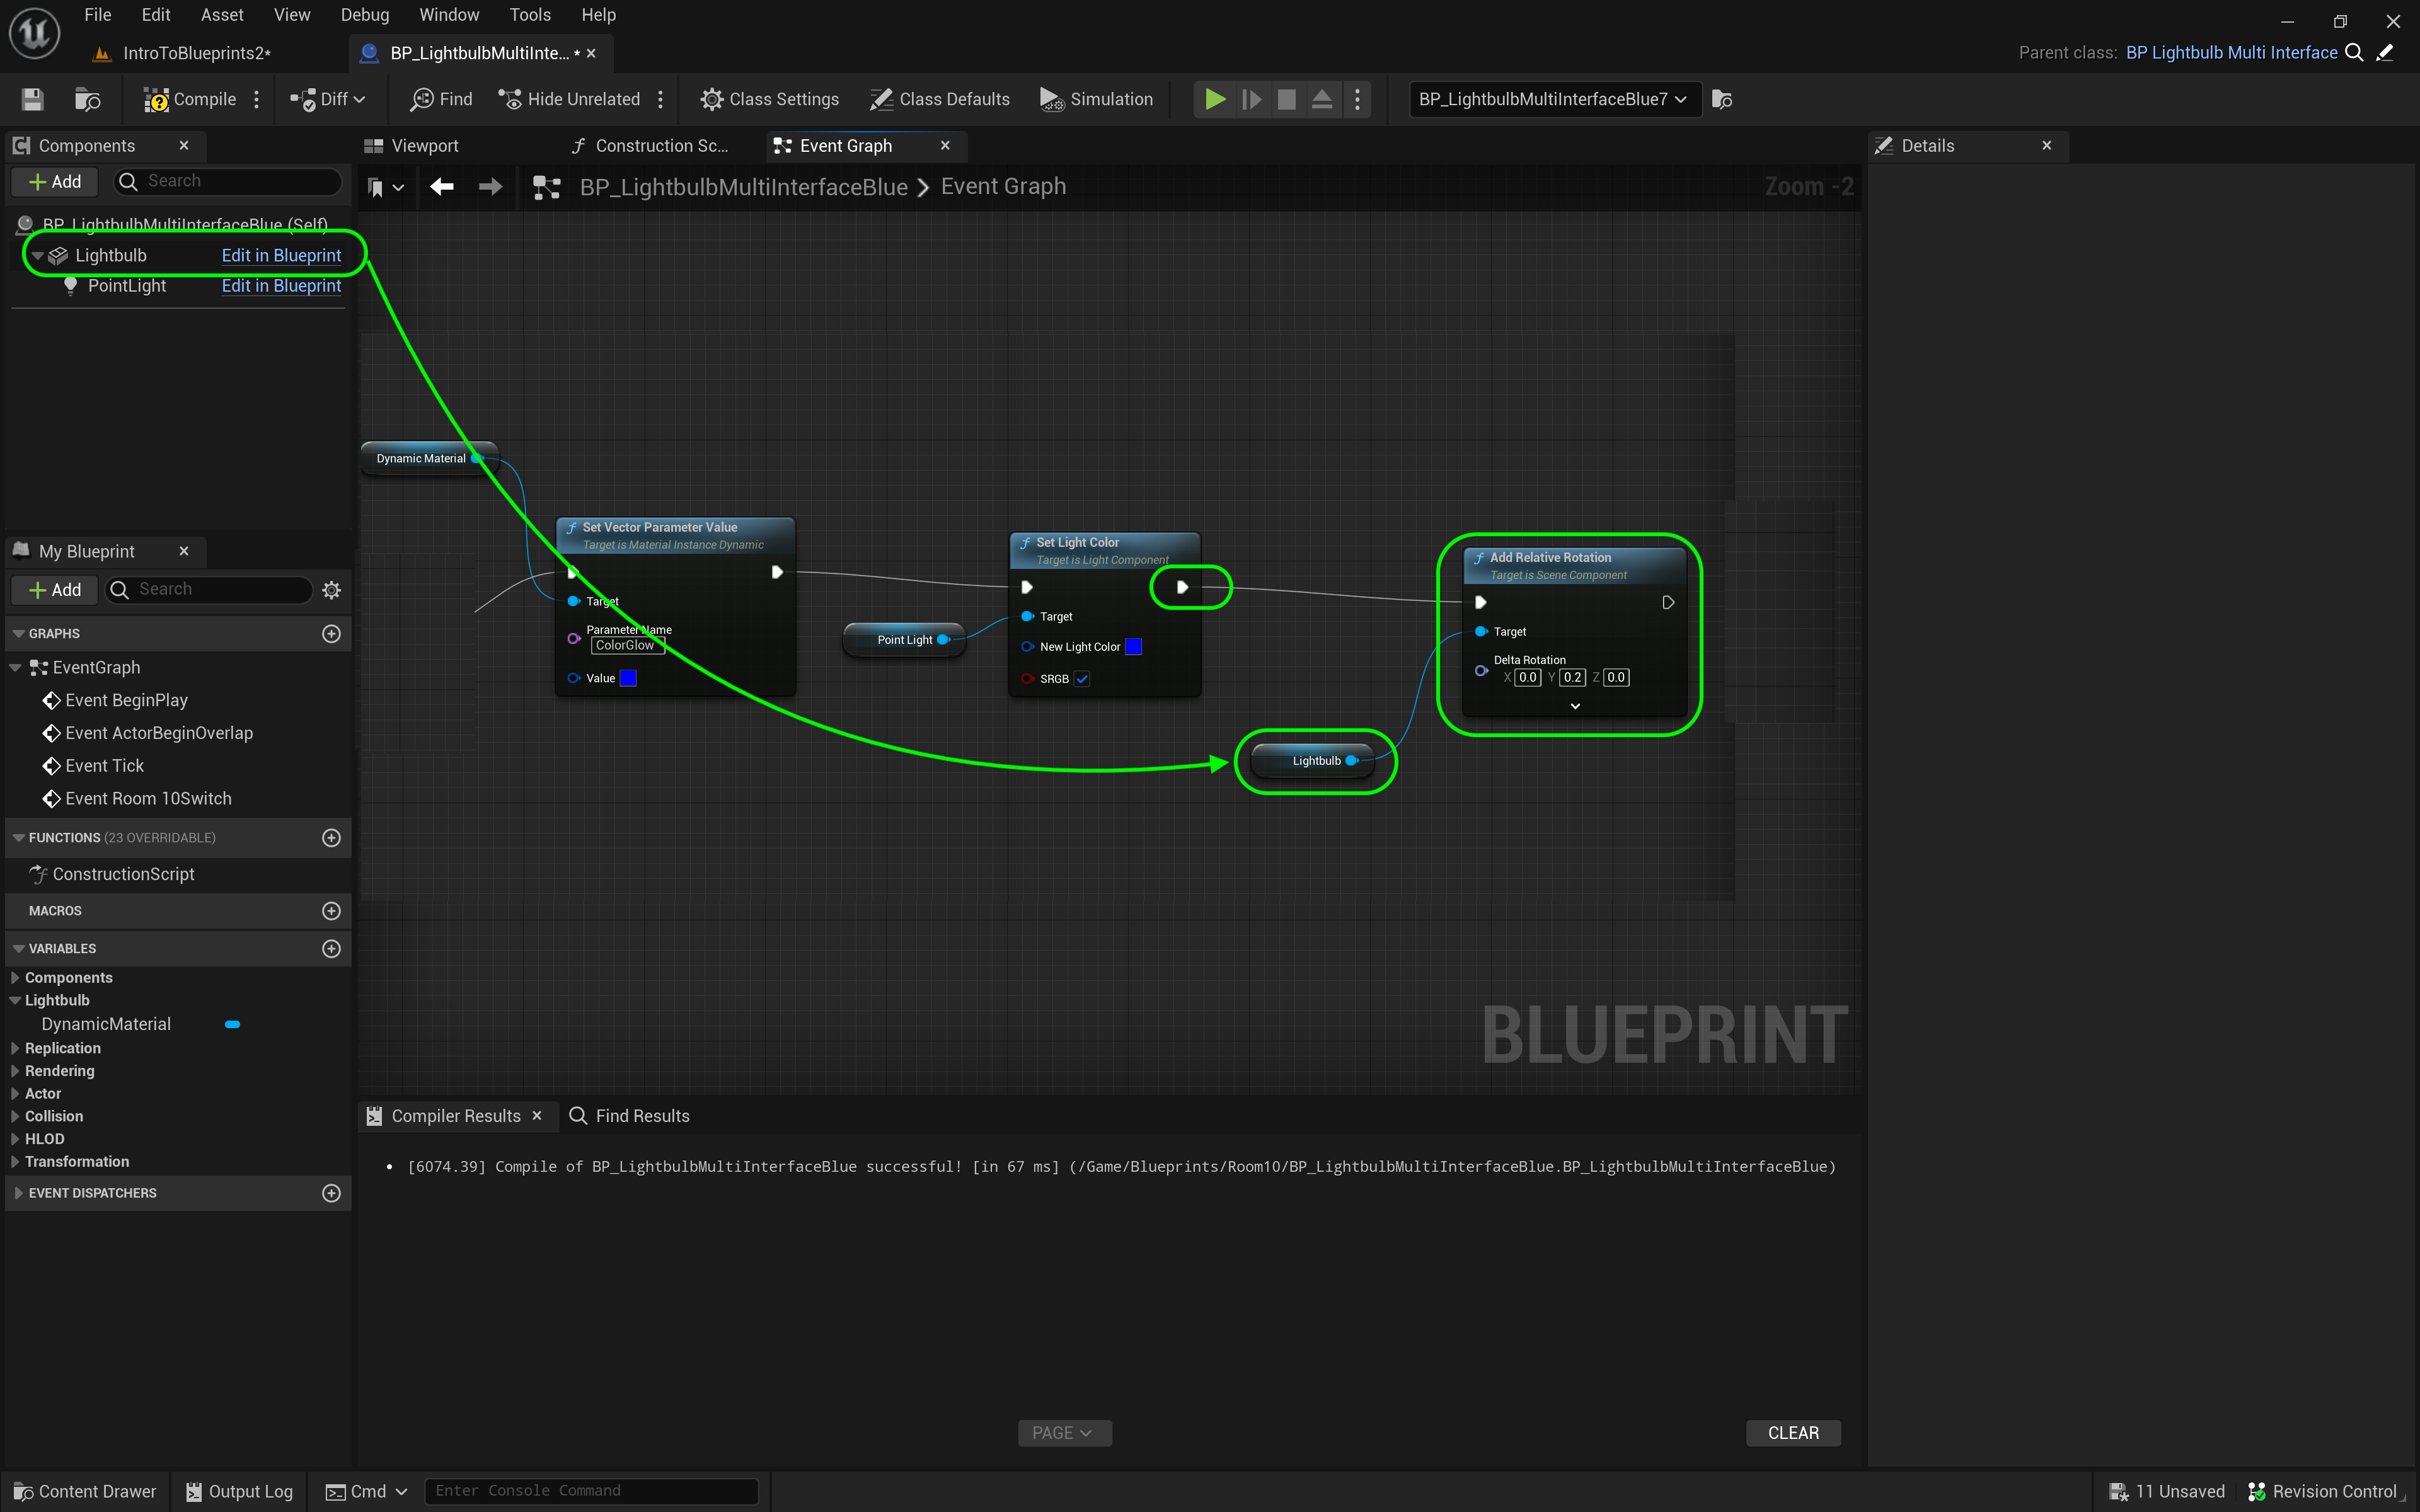 File Edit Asset View Debug Window Tools Help
IntroToBlueprints2*
BP_LightbulbMultiInte... *
Parent class: BP Lightbulb Multi Interface
Compile
Diff
Find
Hide Unrelated
Class Settings
Class Defaults
Simulation
BP_LightbulbMultiInterfaceBlue7
Components
Viewport
Construction Sc...
Event Graph
Details
Add
Search
BP_LightbulbMultiInterfaceBlue
Event Graph
Zoom -2
BP_LightbulbMultiInterfaceBlue (Self)
Lightbulb Edit in Blueprint
PointLight Edit in Blueprint
Dynamic Material
Set Vector Parameter Value
Target is Material Instance Dynamic
Target
Parameter Name
ColorGlow
Value
Point Light
Set Light Color
Target is Light Component
Target
New Light Color
SRGB
Lightbulb
Add Relative Rotation
Target is Scene Component
Target
Delta Rotation
X 0.0 Y 0.2 Z 0.0
BLUEPRINT
My Blueprint
Add
Search
GRAPHS
EventGraph
Event BeginPlay
Event ActorBeginOverlap
Event Tick
Event Room 10Switch
FUNCTIONS (23 OVERRIDABLE)
ConstructionScript
MACROS
VARIABLES
Components
Lightbulb
DynamicMaterial
Replication
Rendering
Actor
Collision
HLOD
Transformation
EVENT DISPATCHERS
Compiler Results
Find Results
[6074.39] Compile of BP_LightbulbMultiInterfaceBlue successful! [in 67 ms] (/Game/Blueprints/Room10/BP_LightbulbMultiInterfaceBlue.BP_LightbulbMultiInterfaceBlue)
PAGE
CLEAR
Content Drawer
Output Log
Cmd
Enter Console Command
11 Unsaved
Revision Control